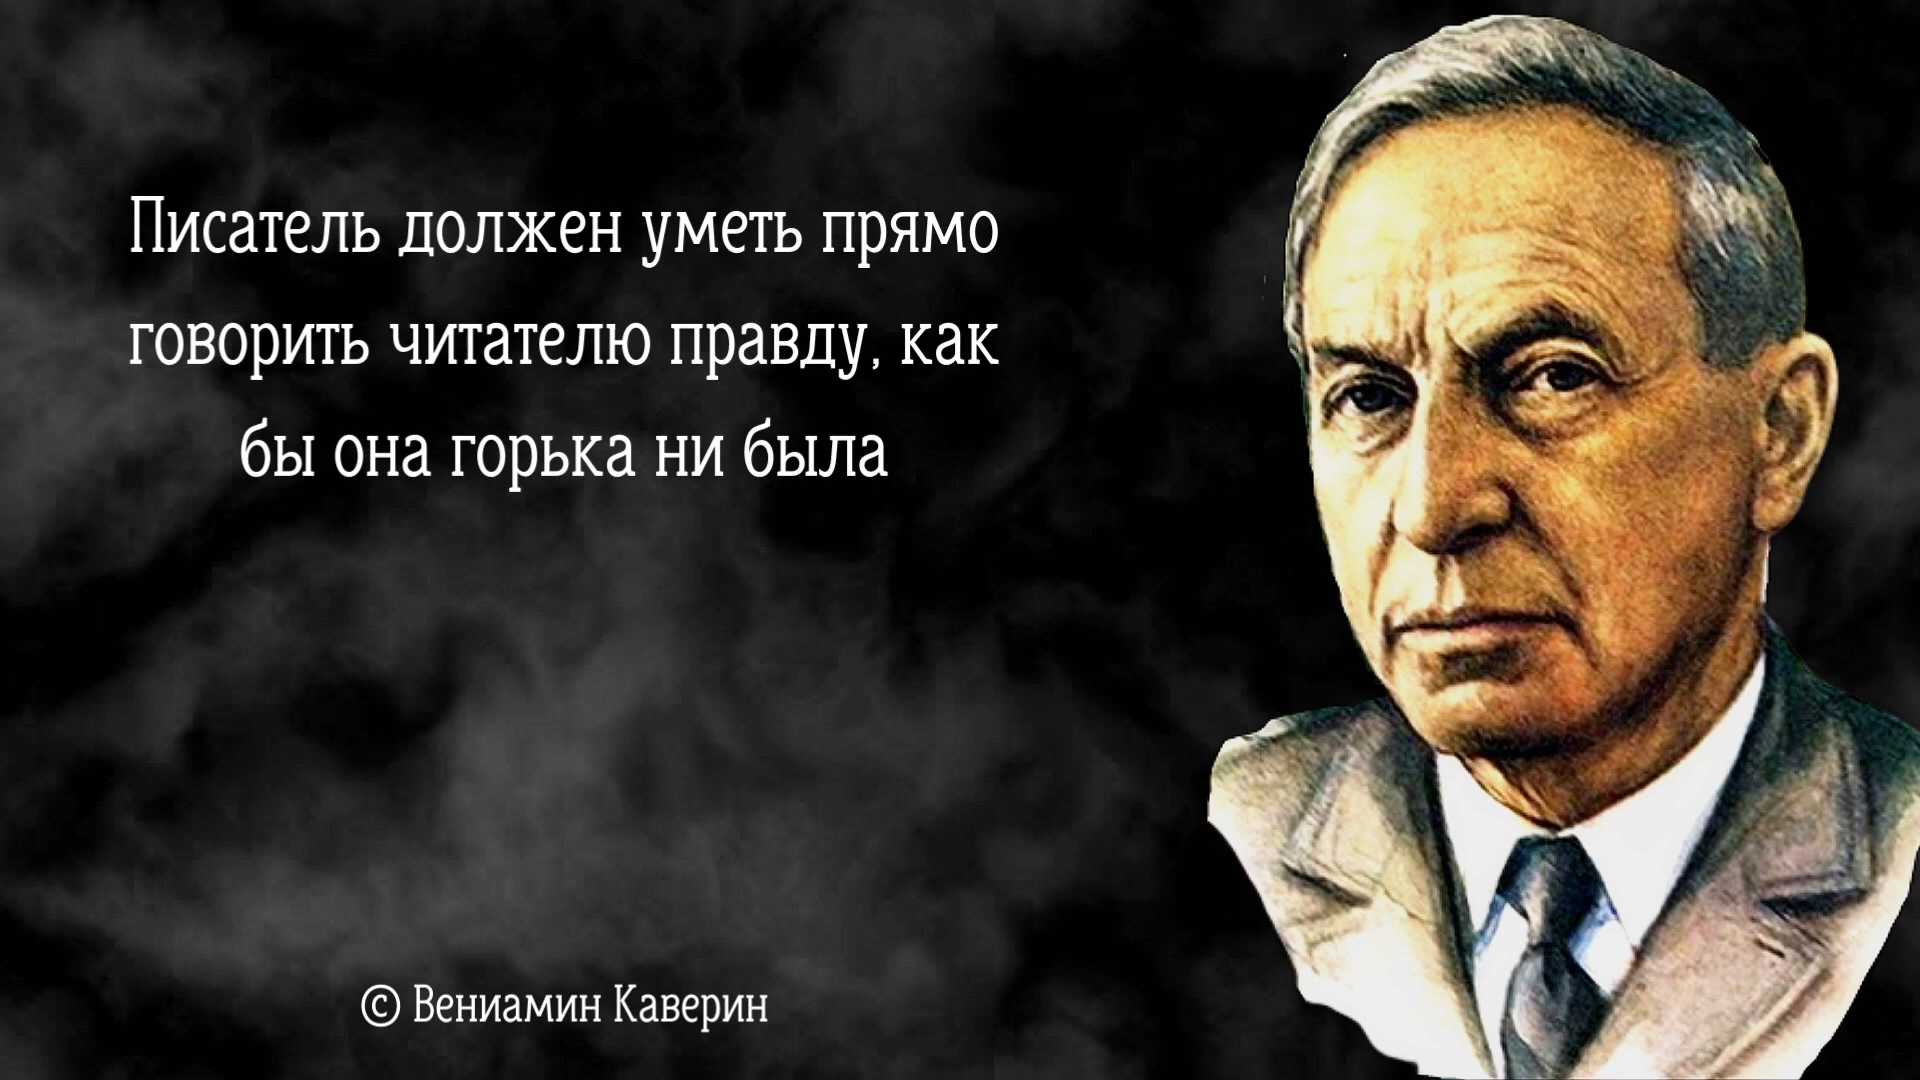 Писатель должен уметь прямо
говорить читателю правду, как
бы она горька ни была
© Вениамин Каверин